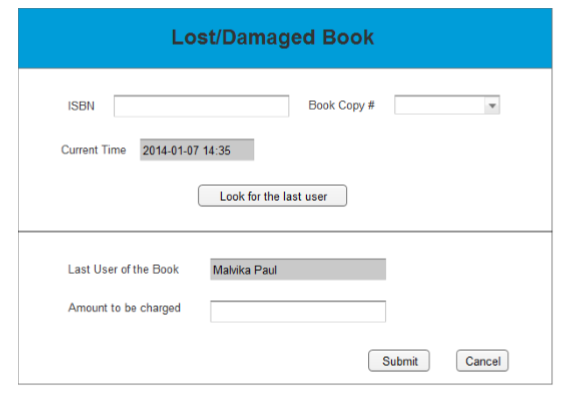 Lost/Damaged Book
ISBN Book Copy #
Current Time 2014-01-07 14:35
Look for the last user
Last User of the Book Malvika Paul
Amount to be charged
Submit Cancel